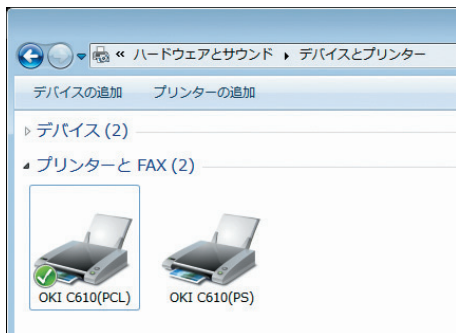 « ハードウェアとサウンド ▸ デバイスとプリンター
デバイスの追加 プリンターの追加
デバイス (2)
プリンターと FAX (2)
OKI C610(PCL) OKI C610(PS)